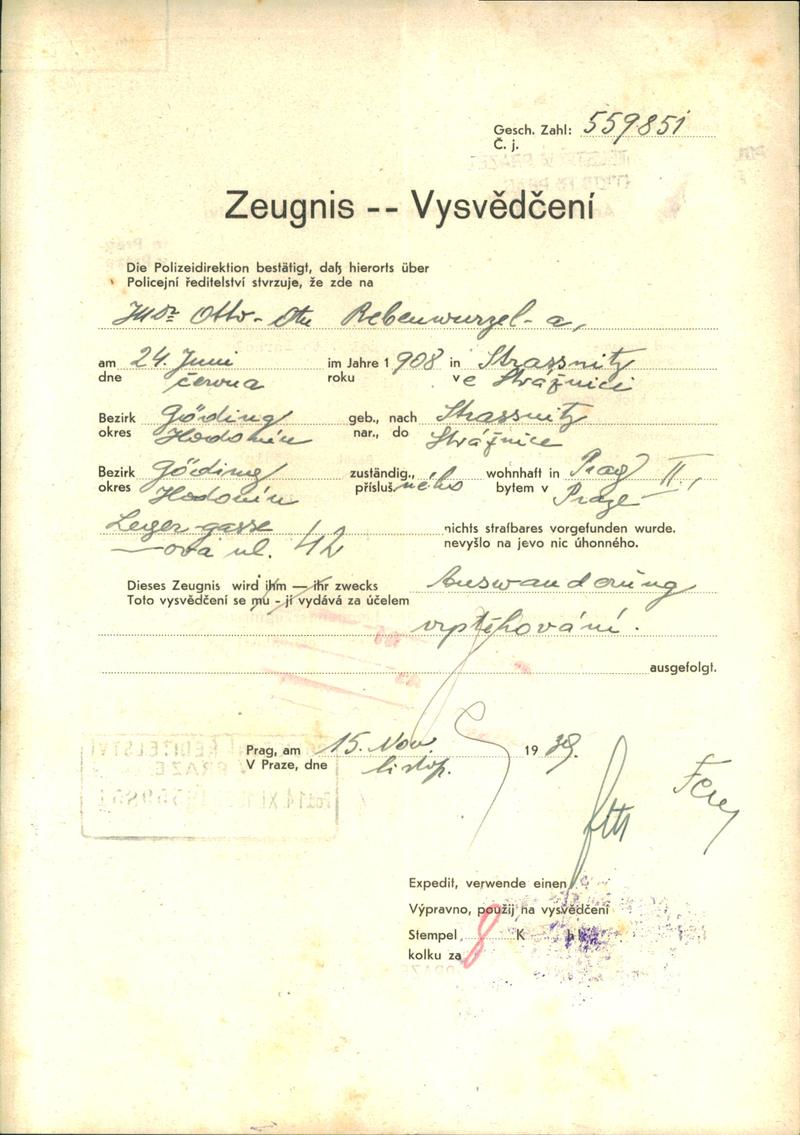 Gesch. Zahl: 559851
Č. j.
Zeugnis -- Vysvědčení
Die Polizeidirektion bestätigt, daß hierorts über
Policejní ředitelství stvrzuje, že zde na
Otto- Rebenwurzel-a,
am 24. Juni im Jahre 1908 in Strassnitz
dne června roku ve Strážnici
Bezirk Göding geb., nach Strassnitz
okres Hodonín nar., do Strážnice
Bezirk Göding zuständig., wohnhaft in Prag II.,
okres Hodonín přísluš.ného bytem v Praze
gasse nichts strafbares vorgefunden wurde.
ova ul. 42 nevyšlo na jevo nic úhonného.
Dieses Zeugnis wird ihm — ihr zwecks Auswanderung
Toto vysvědčení se mu - jí vydává za účelem
ausgefolgt.
Prag, am 15. Nov. 1939.
V Praze, dne listop.
Expedit, verwende einen
Výpravno, použij na vysvědčení
Stempel 8 K
kolku za